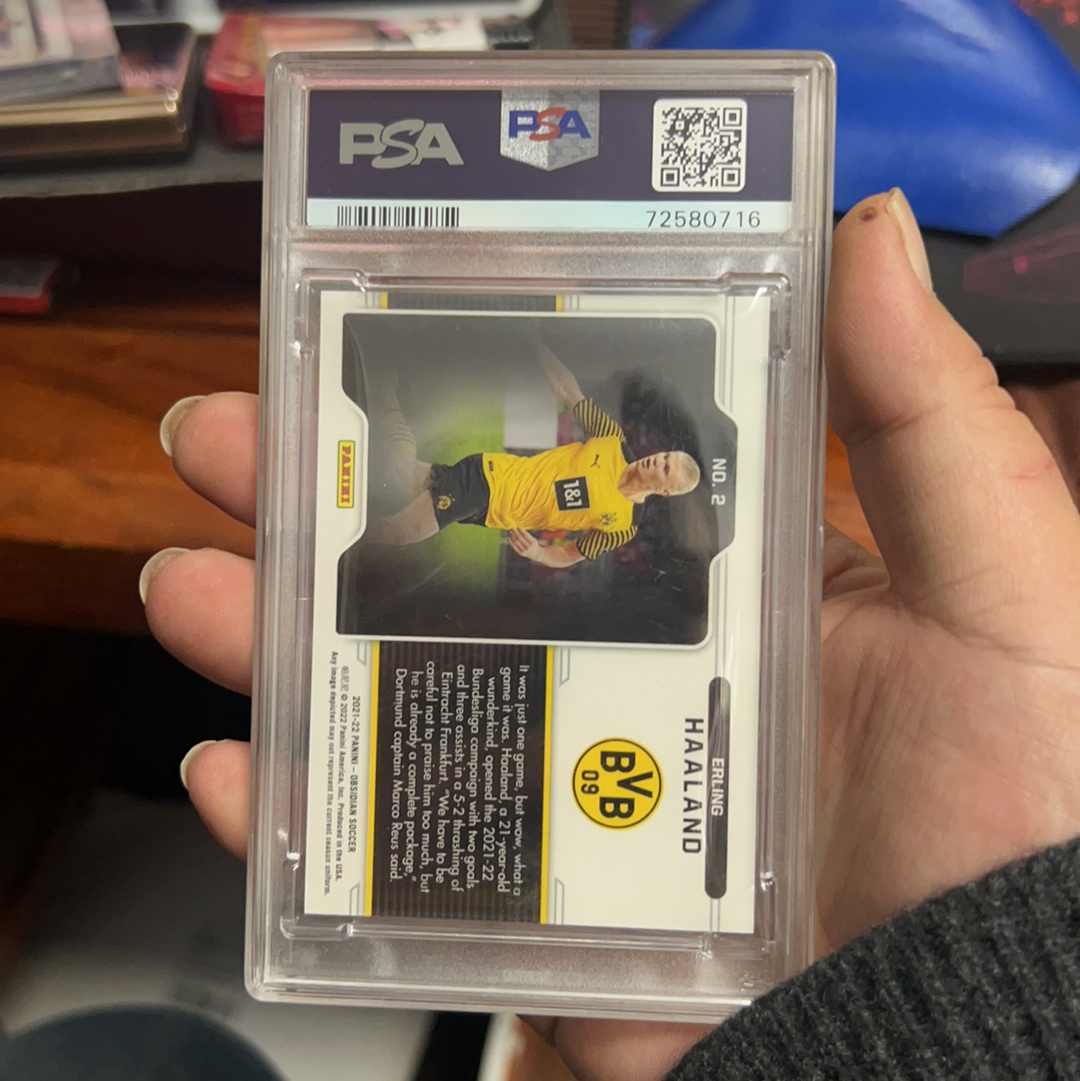 PSA
PSA
72580716
NO. 2
1&1
PANINI
ERLING
HAALAND
BVB
09
It was just one game, but wow, what a
game it was. Haaland, a 21-year-old
wunderkind, opened the 2021-22
Bundesliga campaign with two goals
and three assists in a 5-2 thrashing of
Eintracht Frankfurt. "We have to be
careful not to praise him too much, but
he is already a complete package,"
Dortmund captain Marco Reus said.
2021-22 PANINI – OBSIDIAN SOCCER
© 2022 Panini America, Inc. Produced in the USA.
Any image depicted may not represent the current season uniform.